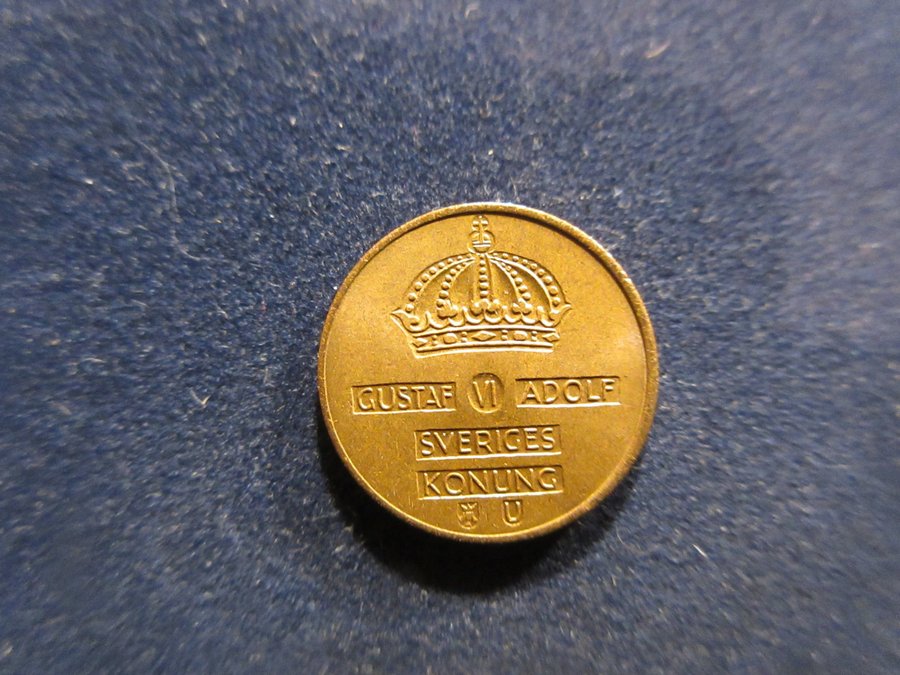 GUSTAF VI ADOLF
SVERIGES
KONUNG
U